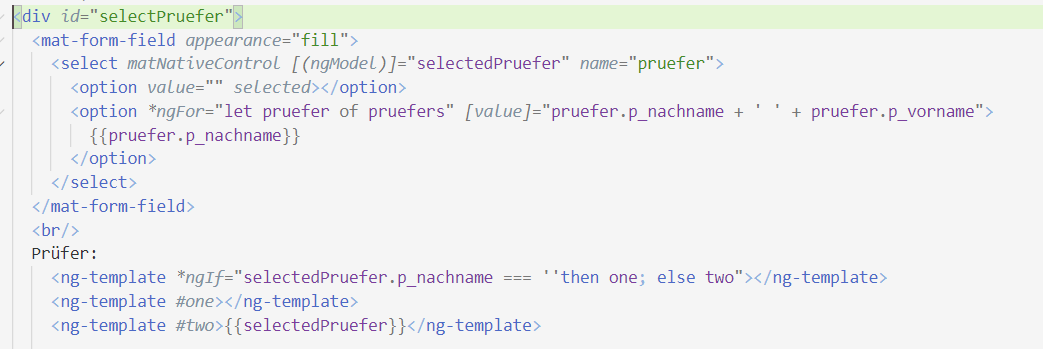 <div id="selectPruefer">
<mat-form-field appearance="fill">
<select matNativeControl [(ngModel)]="selectedPruefer" name="pruefer">
<option value="" selected></option>
<option *ngFor="let pruefer of pruefers" [value]="pruefer.p_nachname + ' ' + pruefer.p_vorname">
{{pruefer.p_nachname}}
</option>
</select>
</mat-form-field>
<br/>
Prüfer:
<ng-template *ngIf="selectedPruefer.p_nachname === ''then one; else two"></ng-template>
<ng-template #one></ng-template>
<ng-template #two>{{selectedPruefer}}</ng-template>